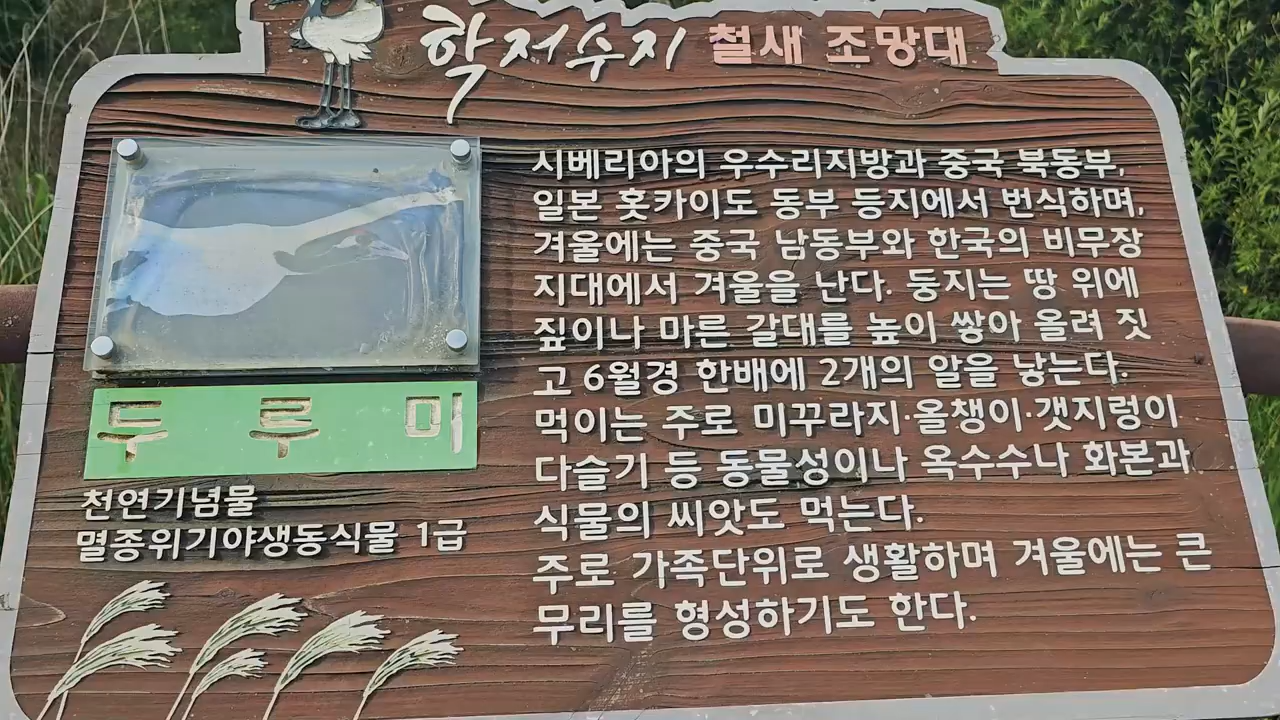 학저수지 철새 조망대
시베리아의 우수리지방과 중국 북동부,
일본 홋카이도 동부 등지에서 번식하며,
겨울에는 중국 남동부와 한국의 비무장
지대에서 겨울을 난다. 둥지는 땅 위에
짚이나 마른 갈대를 높이 쌓아 올려 짓
고 6월경 한배에 2개의 알을 낳는다.
먹이는 주로 미꾸라지·올챙이·갯지렁이
다슬기 등 동물성이나 옥수수나 화본과
식물의 씨앗도 먹는다.
주로 가족단위로 생활하며 겨울에는 큰
무리를 형성하기도 한다.
두루미
천연기념물
멸종위기야생동식물 1급